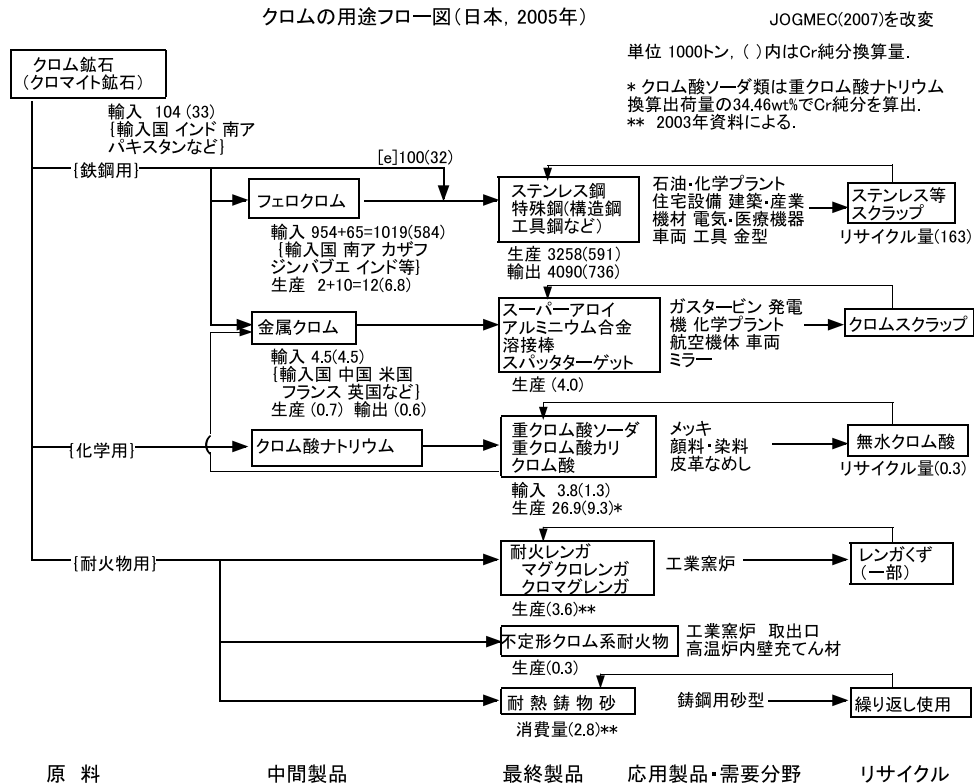 クロムの用途フロー図(日本, 2005年)
JOGMEC(2007)を改変
単位 1000トン, ( )内はCr純分換算量.
* クロム酸ソーダ類は重クロム酸ナトリウム
換算出荷量の34.46wt%でCr純分を算出.
** 2003年資料による.
クロム鉱石
(クロマイト鉱石)
輸入 104 (33)
{輸入国 インド 南ア
パキスタンなど}
{鉄鋼用}
[e]100(32)
フェロクロム
輸入 954+65=1019(584)
{輸入国 南ア カザフ
ジンバブエ インド等}
生産 2+10=12(6.8)
ステンレス鋼
特殊鋼(構造鋼
工具鋼など)
生産 3258(591)
輸出 4090(736)
石油・化学プラント
住宅設備 建築・産業
機材 電気・医療機器
車両 工具 金型
ステンレス等
スクラップ
リサイクル量(163)
金属クロム
輸入 4.5(4.5)
{輸入国 中国 米国
フランス 英国など}
生産 (0.7) 輸出 (0.6)
スーパーアロイ
アルミニウム合金
溶接棒
スパッタターゲット
生産 (4.0)
ガスタービン 発電
機 化学プラント
航空機体 車両
ミラー
クロムスクラップ
{化学用}
クロム酸ナトリウム
重クロム酸ソーダ
重クロム酸カリ
クロム酸
輸入 3.8(1.3)
生産 26.9(9.3)*
メッキ
顔料・染料
皮革なめし
無水クロム酸
リサイクル量(0.3)
{耐火物用}
耐火レンガ
マグクロレンガ
クロマグレンガ
生産(3.6)**
工業窯炉
レンガくず
(一部)
不定形クロム系耐火物
生産(0.3)
工業窯炉 取出口
高温炉内壁充てん材
耐 熱 鋳 物 砂
消費量(2.8)**
鋳鋼用砂型
繰り返し使用
原 料
中間製品
最終製品
応用製品・需要分野
リサイクル